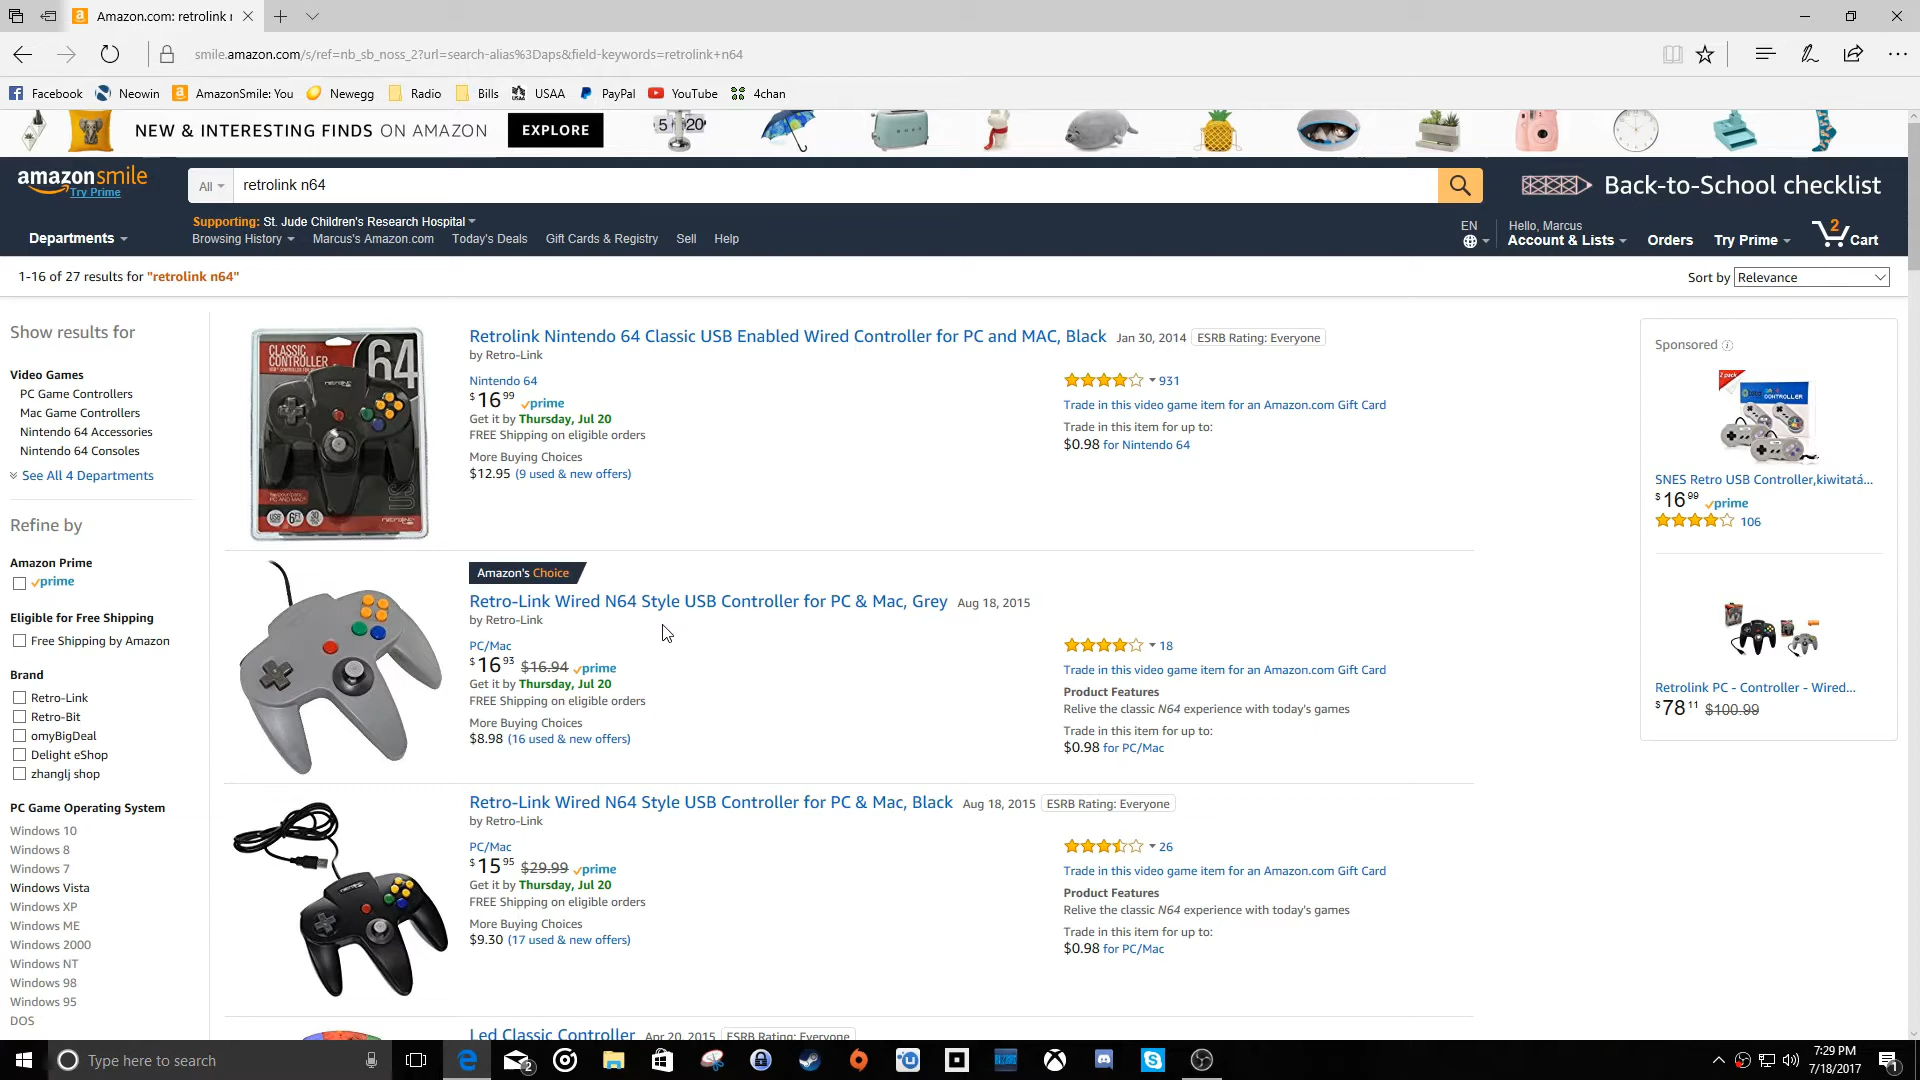 Amazon.com: retrolink r
smile.amazon.com/s/ref=nb_sb_noss_2?url=search-alias%3Daps&field-keywords=retrolink+n64
Facebook Neowin AmazonSmile: You Newegg Radio Bills USAA PayPal YouTube 4chan
NEW & INTERESTING FINDS ON AMAZON EXPLORE
amazonsmile
Try Prime
All retrolink n64
Back-to-School checklist
Supporting: St. Jude Children's Research Hospital
Departments
Browsing History Marcus's Amazon.com Today's Deals Gift Cards & Registry Sell Help
EN
Hello, Marcus
Account & Lists Orders Try Prime 2 Cart
1-16 of 27 results for "retrolink n64"
Sort by Relevance
Show results for
Video Games
PC Game Controllers
Mac Game Controllers
Nintendo 64 Accessories
Nintendo 64 Consoles
See All 4 Departments
Refine by
Amazon Prime
prime
Eligible for Free Shipping
Free Shipping by Amazon
Brand
Retro-Link
Retro-Bit
omyBigDeal
Delight eShop
zhanglj shop
PC Game Operating System
Windows 10
Windows 8
Windows 7
Windows Vista
Windows XP
Windows ME
Windows 2000
Windows NT
Windows 98
Windows 95
DOS
CLASSIC
CONTROLLER
64
USB
Retrolink Nintendo 64 Classic USB Enabled Wired Controller for PC and MAC, Black Jan 30, 2014 ESRB Rating: Everyone
by Retro-Link
Nintendo 64
$16.99 prime
Get it by Thursday, Jul 20
FREE Shipping on eligible orders
More Buying Choices
$12.95 (9 used & new offers)
931
Trade in this video game item for an Amazon.com Gift Card
Trade in this item for up to:
$0.98 for Nintendo 64
Amazon's Choice
Retro-Link Wired N64 Style USB Controller for PC & Mac, Grey Aug 18, 2015
by Retro-Link
PC/Mac
$16.93 $16.94 prime
Get it by Thursday, Jul 20
FREE Shipping on eligible orders
More Buying Choices
$8.98 (16 used & new offers)
18
Trade in this video game item for an Amazon.com Gift Card
Product Features
Relive the classic N64 experience with today's games
Trade in this item for up to:
$0.98 for PC/Mac
Retro-Link Wired N64 Style USB Controller for PC & Mac, Black Aug 18, 2015 ESRB Rating: Everyone
by Retro-Link
PC/Mac
$15.95 $29.99 prime
Get it by Thursday, Jul 20
FREE Shipping on eligible orders
More Buying Choices
$9.30 (17 used & new offers)
26
Trade in this video game item for an Amazon.com Gift Card
Product Features
Relive the classic N64 experience with today's games
Trade in this item for up to:
$0.98 for PC/Mac
Led Classic Controller Apr 20, 2015 ESRB Rating: Everyone
Sponsored
2 pack
CONTROLLER
SNES Retro USB Controller,kiwitatá...
$16.99 prime
106
Retrolink PC - Controller - Wired...
$78.11 $100.99
Type here to search
2
7:29 PM
7/18/2017
1